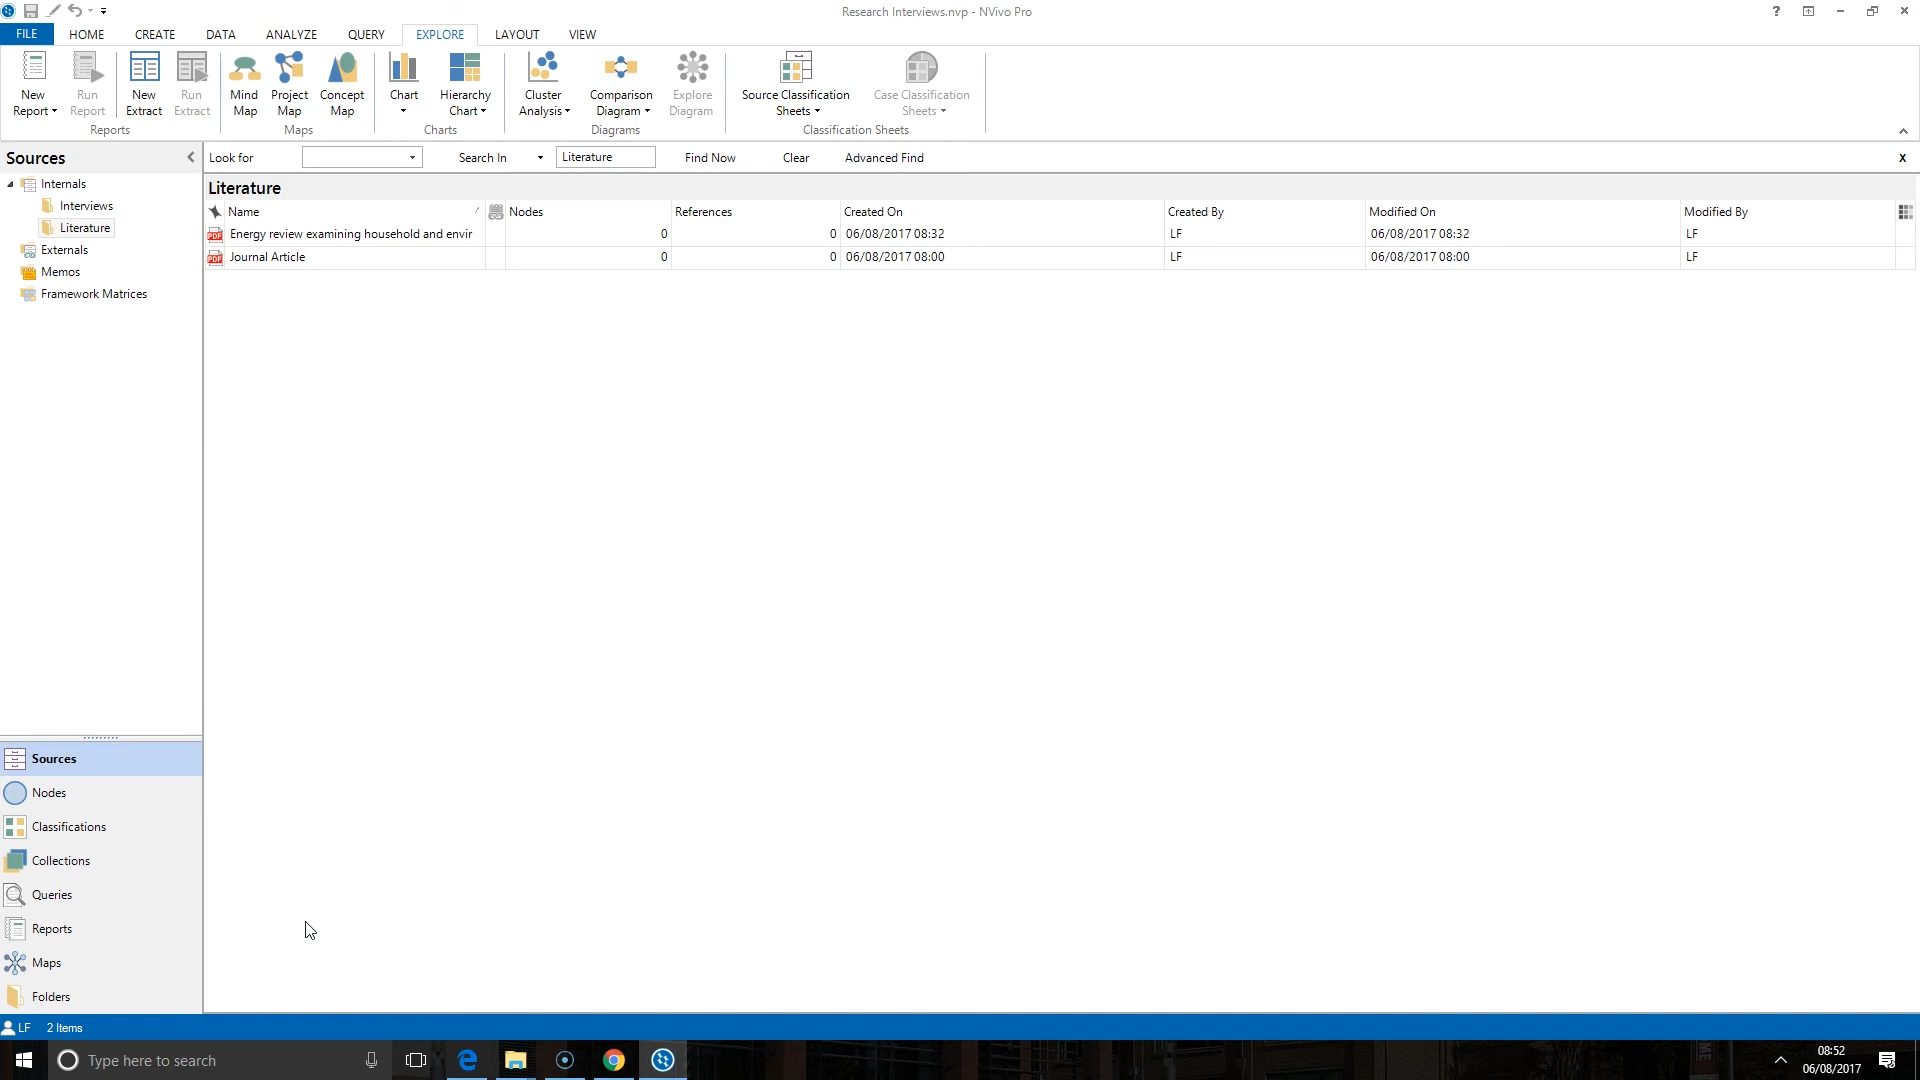 Research Interviews.nvp - NVivo Pro
?
FILE HOME CREATE DATA ANALYZE QUERY EXPLORE LAYOUT VIEW
New Report
Run Report
New Extract
Run Extract
Mind Map
Project Map
Concept Map
Chart
Hierarchy Chart
Cluster Analysis
Comparison Diagram
Explore Diagram
Source Classification Sheets
Case Classification Sheets
Reports Maps Charts Diagrams Classification Sheets
Sources
Look for Search In Literature Find Now Clear Advanced Find X
Internals
Interviews
Literature
Externals
Memos
Framework Matrices
Literature
Name Nodes References Created On Created By Modified On Modified By
PDF Energy review examining household and envir 0 0 06/08/2017 08:32 LF 06/08/2017 08:32 LF
PDF Journal Article 0 0 06/08/2017 08:00 LF 06/08/2017 08:00 LF
Sources
Nodes
Classifications
Collections
Queries
Reports
Maps
Folders
LF 2 Items
Type here to search
08:52
06/08/2017